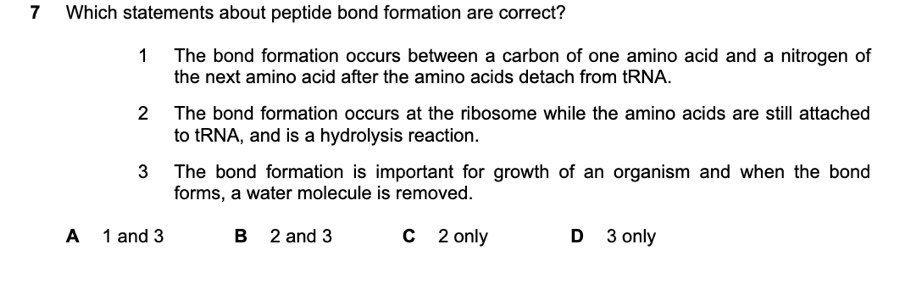 7 Which statements about peptide bond formation are correct?
1 The bond formation occurs between a carbon of one amino acid and a nitrogen of
the next amino acid after the amino acids detach from tRNA.
2 The bond formation occurs at the ribosome while the amino acids are still attached
to tRNA, and is a hydrolysis reaction.
3 The bond formation is important for growth of an organism and when the bond
forms, a water molecule is removed.
A 1 and 3 B 2 and 3 C 2 only D 3 only